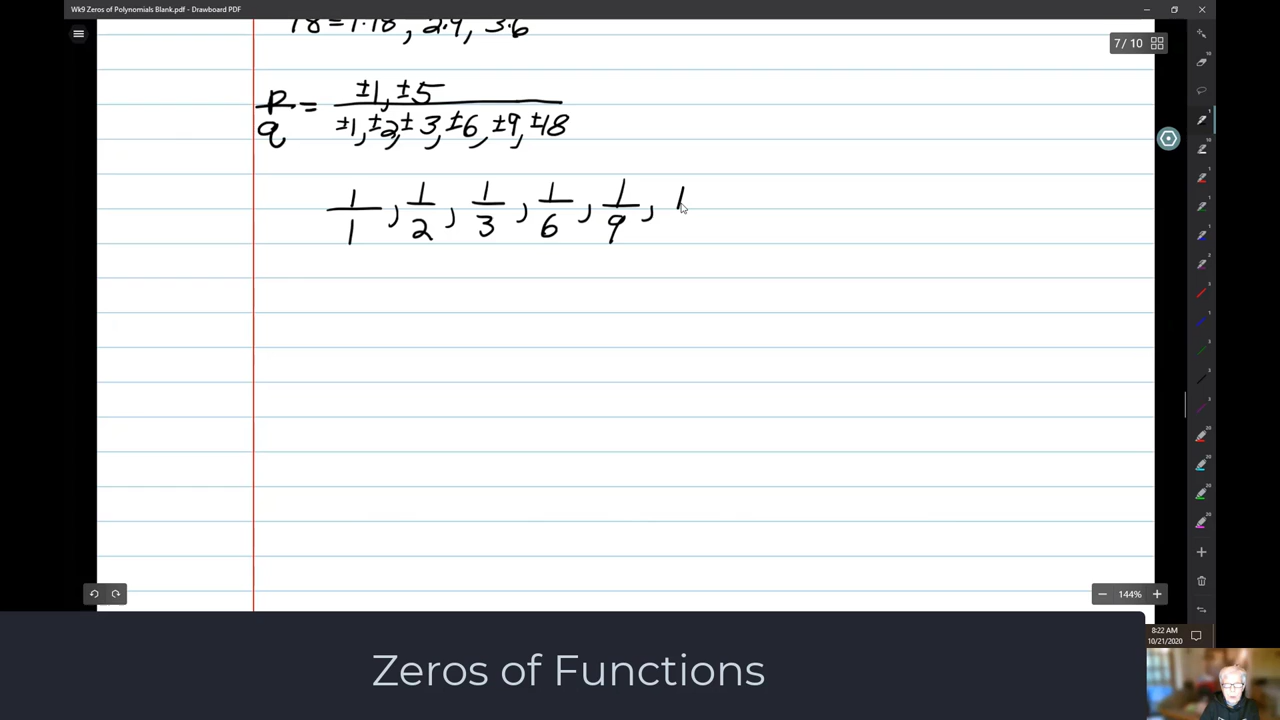 Wk9 Zeros of Polynomials Blank.pdf - Drawboard PDF
18=1·18, 2·9, 3·6
7/10
p/q = ±1, ±5 / ±1, ±2, ±3, ±6, ±9, ±18
1/1, 1/2, 1/3, 1/6, 1/9, 1
144%
8:22 AM
10/21/2020
Zeros of Functions